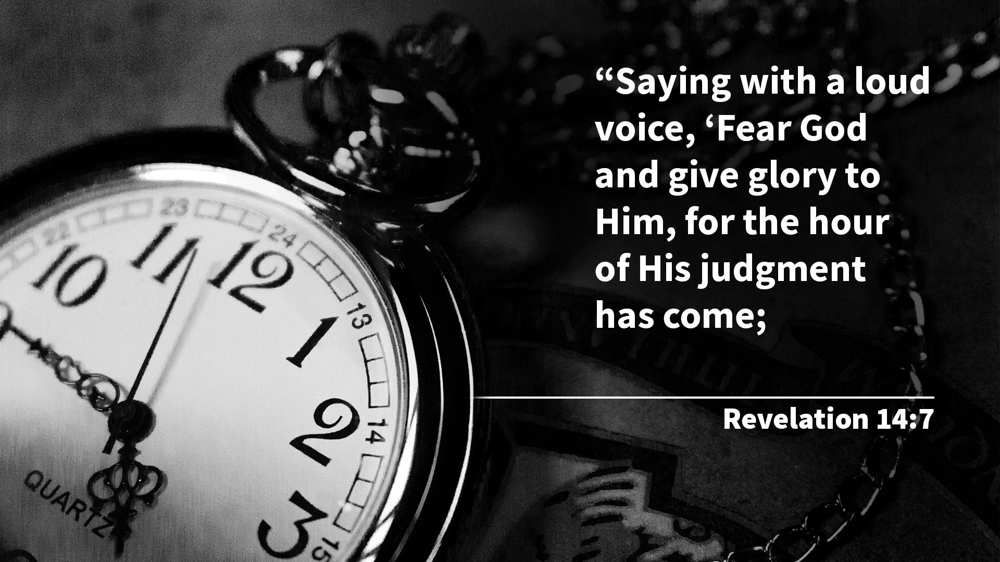 “Saying with a loud
voice, ‘Fear God
and give glory to
Him, for the hour
of His judgment
has come;
Revelation 14:7
22
23
24
13
14
15
10
11
12
1
2
3
QUARTZ